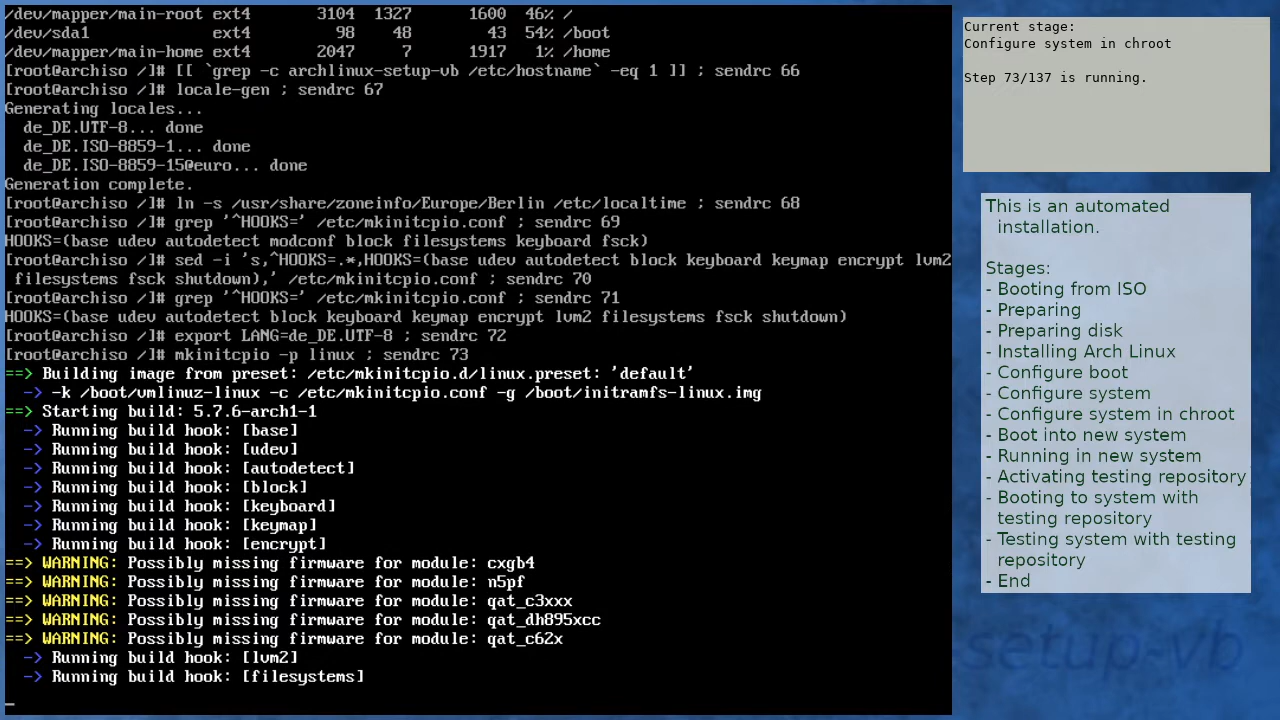 /dev/mapper/main-root ext4       3104  1327      1600  46% /
/dev/sda1             ext4         98    48        43  54% /boot
/dev/mapper/main-home ext4       2047     7      1917   1% /home
[root@archiso /]# [[ `grep -c archlinux-setup-vb /etc/hostname` -eq 1 ]] ; sendrc 66
[root@archiso /]# locale-gen ; sendrc 67
Generating locales...
  de_DE.UTF-8... done
  de_DE.ISO-8859-1... done
  de_DE.ISO-8859-15@euro... done
Generation complete.
[root@archiso /]# ln -s /usr/share/zoneinfo/Europe/Berlin /etc/localtime ; sendrc 68
[root@archiso /]# grep '^HOOKS=' /etc/mkinitcpio.conf ; sendrc 69
HOOKS=(base udev autodetect modconf block filesystems keyboard fsck)
[root@archiso /]# sed -i 's,^HOOKS=.*,HOOKS=(base udev autodetect block keyboard keymap encrypt lvm2
 filesystems fsck shutdown),' /etc/mkinitcpio.conf ; sendrc 70
[root@archiso /]# grep '^HOOKS=' /etc/mkinitcpio.conf ; sendrc 71
HOOKS=(base udev autodetect block keyboard keymap encrypt lvm2 filesystems fsck shutdown)
[root@archiso /]# export LANG=de_DE.UTF-8 ; sendrc 72
[root@archiso /]# mkinitcpio -p linux ; sendrc 73
==> Building image from preset: /etc/mkinitcpio.d/linux.preset: 'default'
  -> -k /boot/vmlinuz-linux -c /etc/mkinitcpio.conf -g /boot/initramfs-linux.img
==> Starting build: 5.7.6-arch1-1
  -> Running build hook: [base]
  -> Running build hook: [udev]
  -> Running build hook: [autodetect]
  -> Running build hook: [block]
  -> Running build hook: [keyboard]
  -> Running build hook: [keymap]
  -> Running build hook: [encrypt]
==> WARNING: Possibly missing firmware for module: cxgb4
==> WARNING: Possibly missing firmware for module: n5pf
==> WARNING: Possibly missing firmware for module: qat_c3xxx
==> WARNING: Possibly missing firmware for module: qat_dh895xcc
==> WARNING: Possibly missing firmware for module: qat_c62x
  -> Running build hook: [lvm2]
  -> Running build hook: [filesystems]
Current stage:
Configure system in chroot
Step 73/137 is running.
This is an automated
installation.
Stages:
- Booting from ISO
- Preparing
- Preparing disk
- Installing Arch Linux
- Configure boot
- Configure system
- Configure system in chroot
- Boot into new system
- Running in new system
- Activating testing repository
- Booting to system with
testing repository
- Testing system with testing
repository
- End
setup-vb